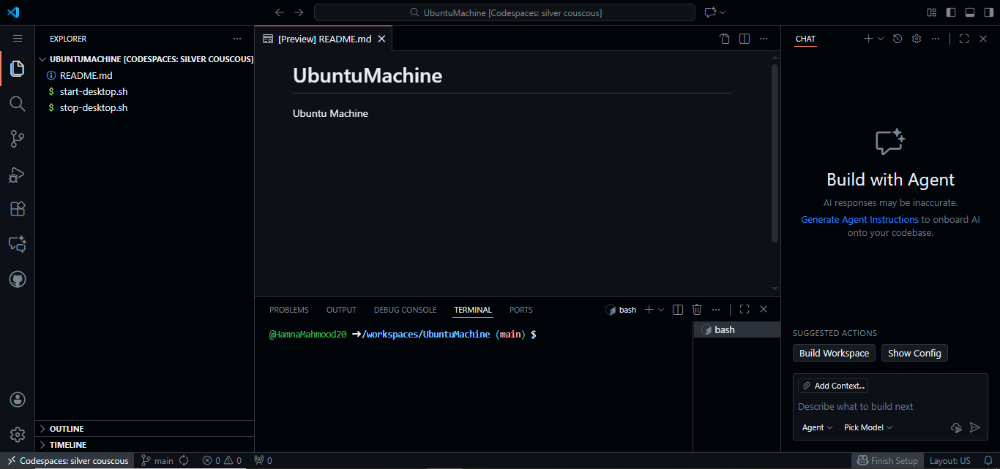 UbuntuMachine [Codespaces: silver couscous]
EXPLORER
UBUNTUMACHINE [CODESPACES: SILVER COUSCOUS]
README.md
$ start-desktop.sh
$ stop-desktop.sh
OUTLINE
TIMELINE
[Preview] README.md
UbuntuMachine
Ubuntu Machine
PROBLEMS OUTPUT DEBUG CONSOLE TERMINAL PORTS
bash
@HamnaMahmood20 ➜/workspaces/UbuntuMachine (main) $
bash
CHAT
Build with Agent
AI responses may be inaccurate.
Generate Agent Instructions to onboard AI
onto your codebase.
SUGGESTED ACTIONS
Build Workspace Show Config
Add Context...
Describe what to build next
Agent Pick Model
Codespaces: silver couscous main 0 0 0 Finish Setup Layout: US